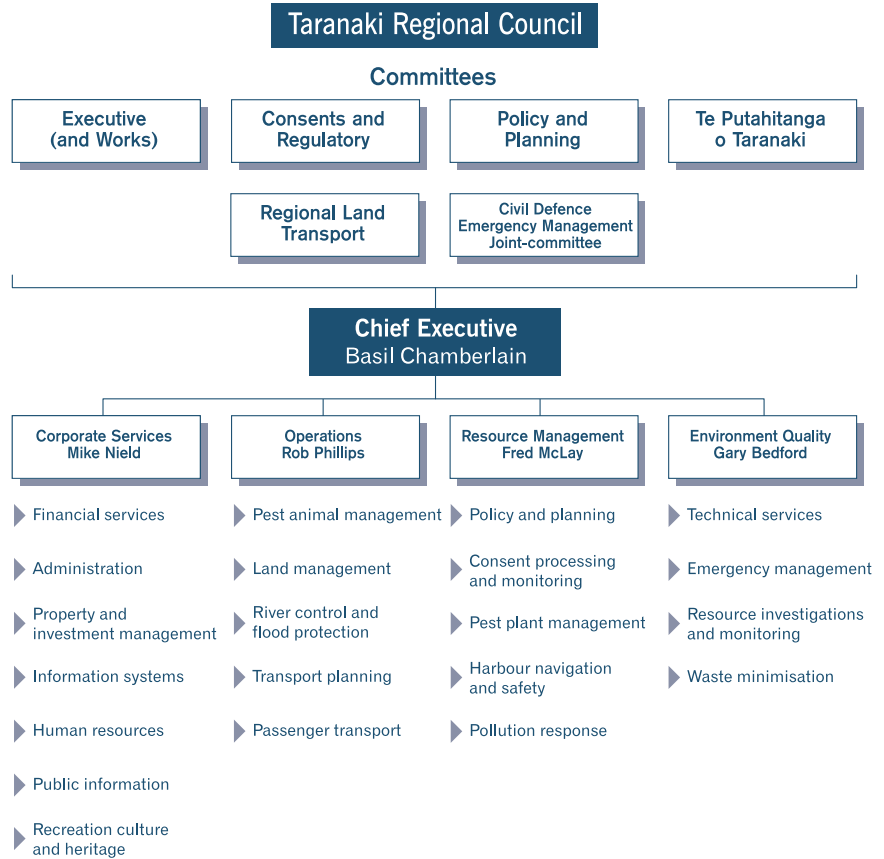 Taranaki Regional Council
Committees
Executive
(and Works)
Consents and
Regulatory
Policy and
Planning
Te Putahitanga
o Taranaki
Regional Land
Transport
Civil Defence
Emergency Management
Joint-committee
Chief Executive
Basil Chamberlain
Corporate Services
Mike Nield
Financial services
Administration
Property and
investment management
Information systems
Human resources
Public information
Recreation culture
and heritage
Operations
Rob Phillips
Pest animal management
Land management
River control and
flood protection
Transport planning
Passenger transport
Resource Management
Fred McLay
Policy and planning
Consent processing
and monitoring
Pest plant management
Harbour navigation
and safety
Pollution response
Environment Quality
Gary Bedford
Technical services
Emergency management
Resource investigations
and monitoring
Waste minimisation